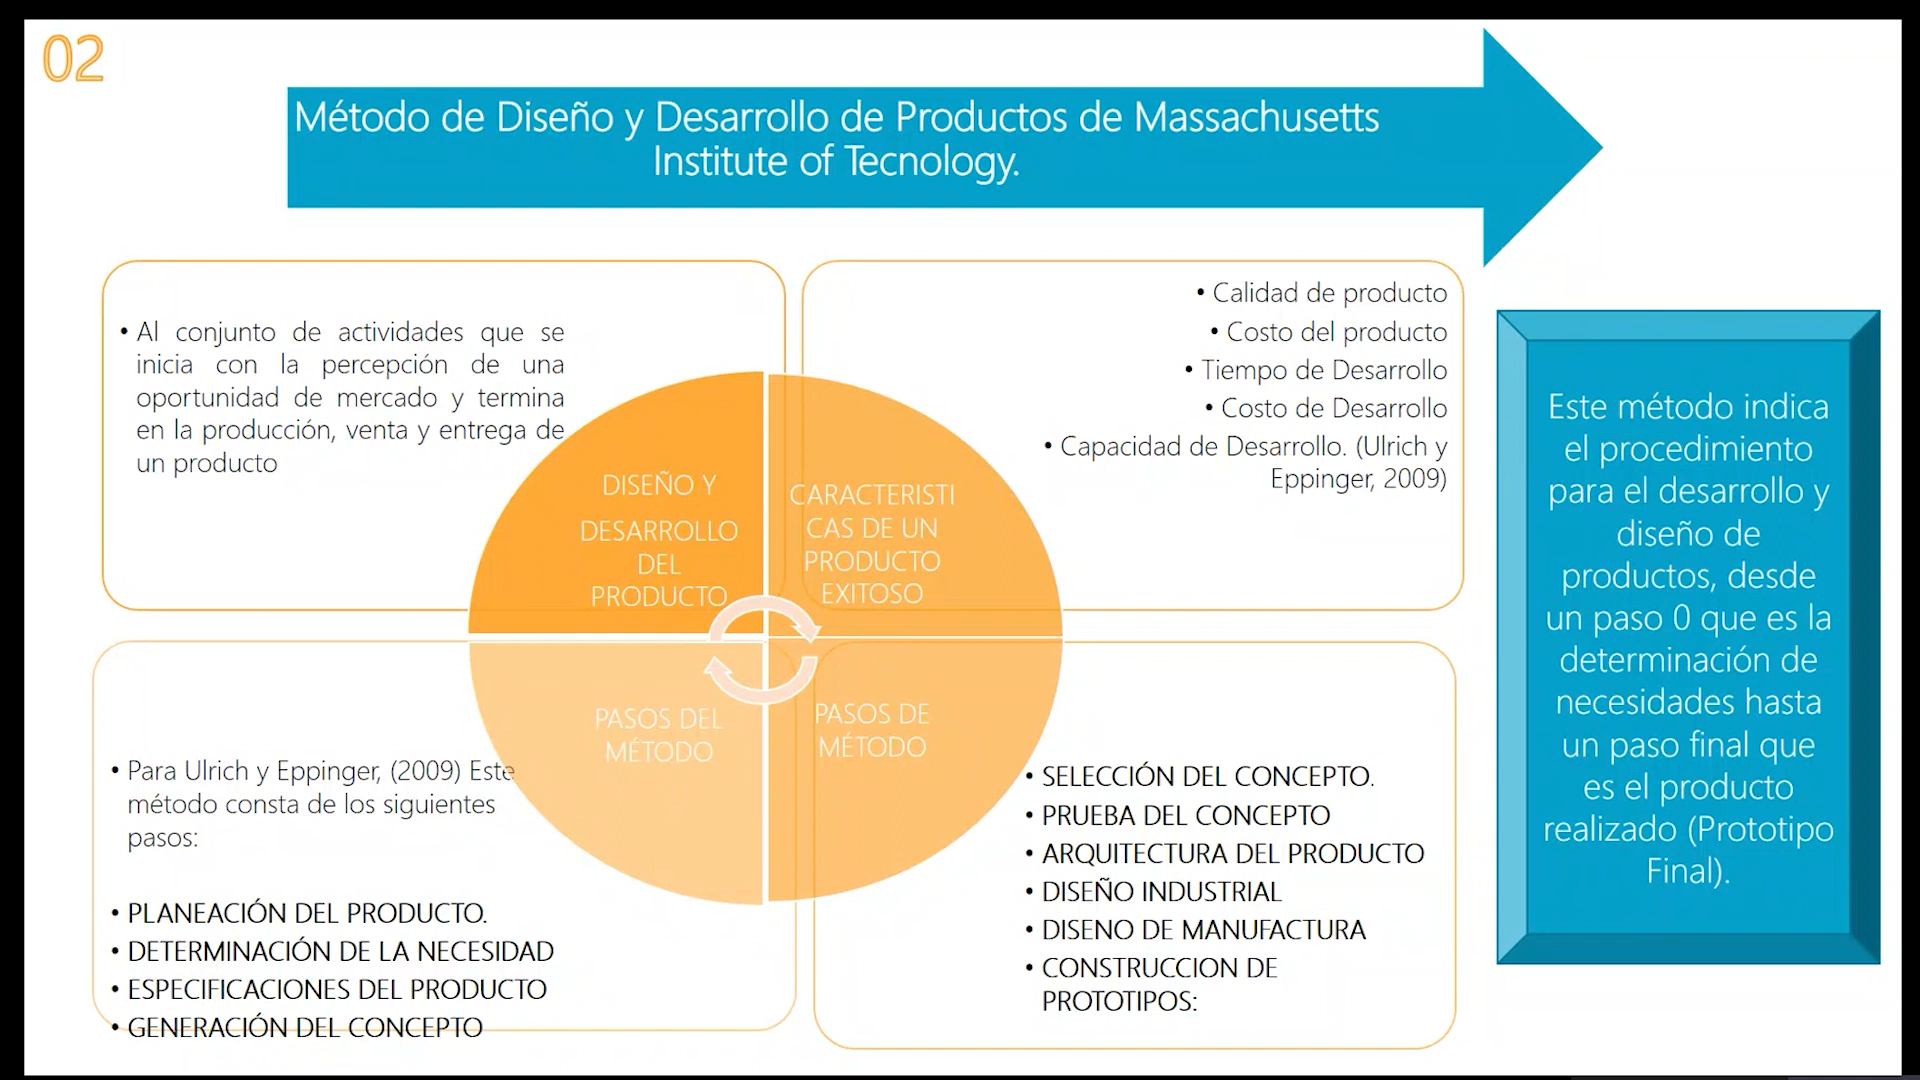 02
Método de Diseño y Desarrollo de Productos de Massachusetts
Institute of Tecnology.
• Al conjunto de actividades que se
inicia con la percepción de una
oportunidad de mercado y termina
en la producción, venta y entrega de
un producto
• Calidad de producto
• Costo del producto
• Tiempo de Desarrollo
• Costo de Desarrollo
• Capacidad de Desarrollo. (Ulrich y
Eppinger, 2009)
DISEÑO Y
DESARROLLO
DEL
PRODUCTO
CARACTERISTI
CAS DE UN
PRODUCTO
EXITOSO
PASOS DEL
MÉTODO
PASOS DE
MÉTODO
• Para Ulrich y Eppinger, (2009) Este
método consta de los siguientes
pasos:
• PLANEACIÓN DEL PRODUCTO.
• DETERMINACIÓN DE LA NECESIDAD
• ESPECIFICACIONES DEL PRODUCTO
• GENERACIÓN DEL CONCEPTO
• SELECCIÓN DEL CONCEPTO.
• PRUEBA DEL CONCEPTO
• ARQUITECTURA DEL PRODUCTO
• DISEÑO INDUSTRIAL
• DISENO DE MANUFACTURA
• CONSTRUCCION DE
PROTOTIPOS:
Este método indica
el procedimiento
para el desarrollo y
diseño de
productos, desde
un paso 0 que es la
determinación de
necesidades hasta
un paso final que
es el producto
realizado (Prototipo
Final).